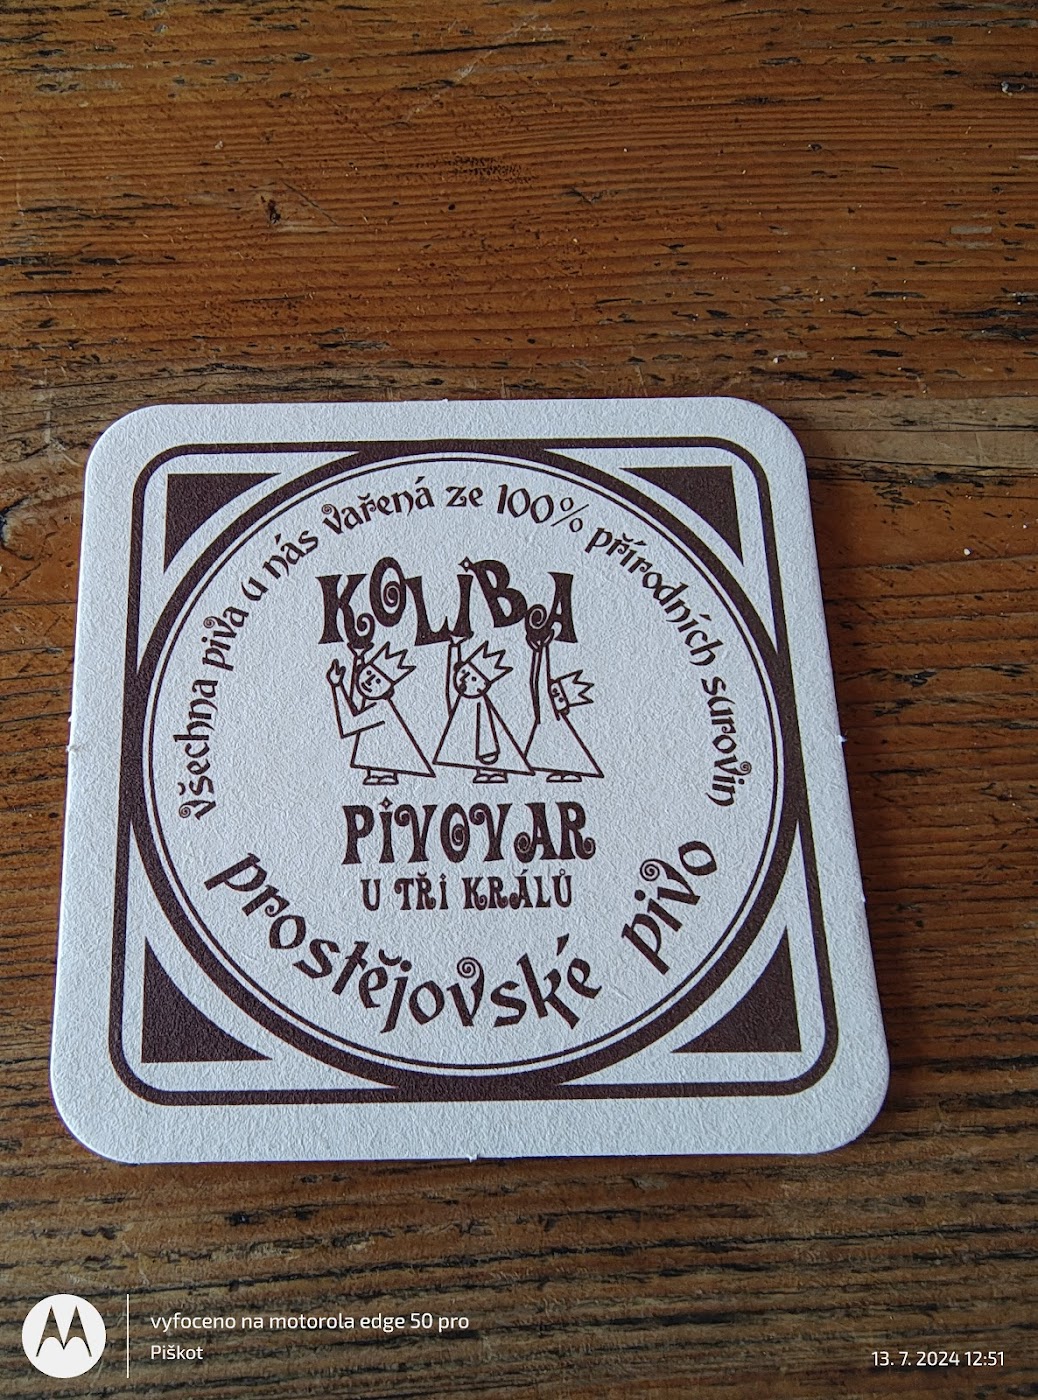 Všechna piva u nás vařená ze 100% přírodních surovin
KOLIBA
PIVOVAR
U TŘI KRÁLŮ
prostějovské pivo
vyfoceno na motorola edge 50 pro
Piškot
13. 7. 2024 12:51